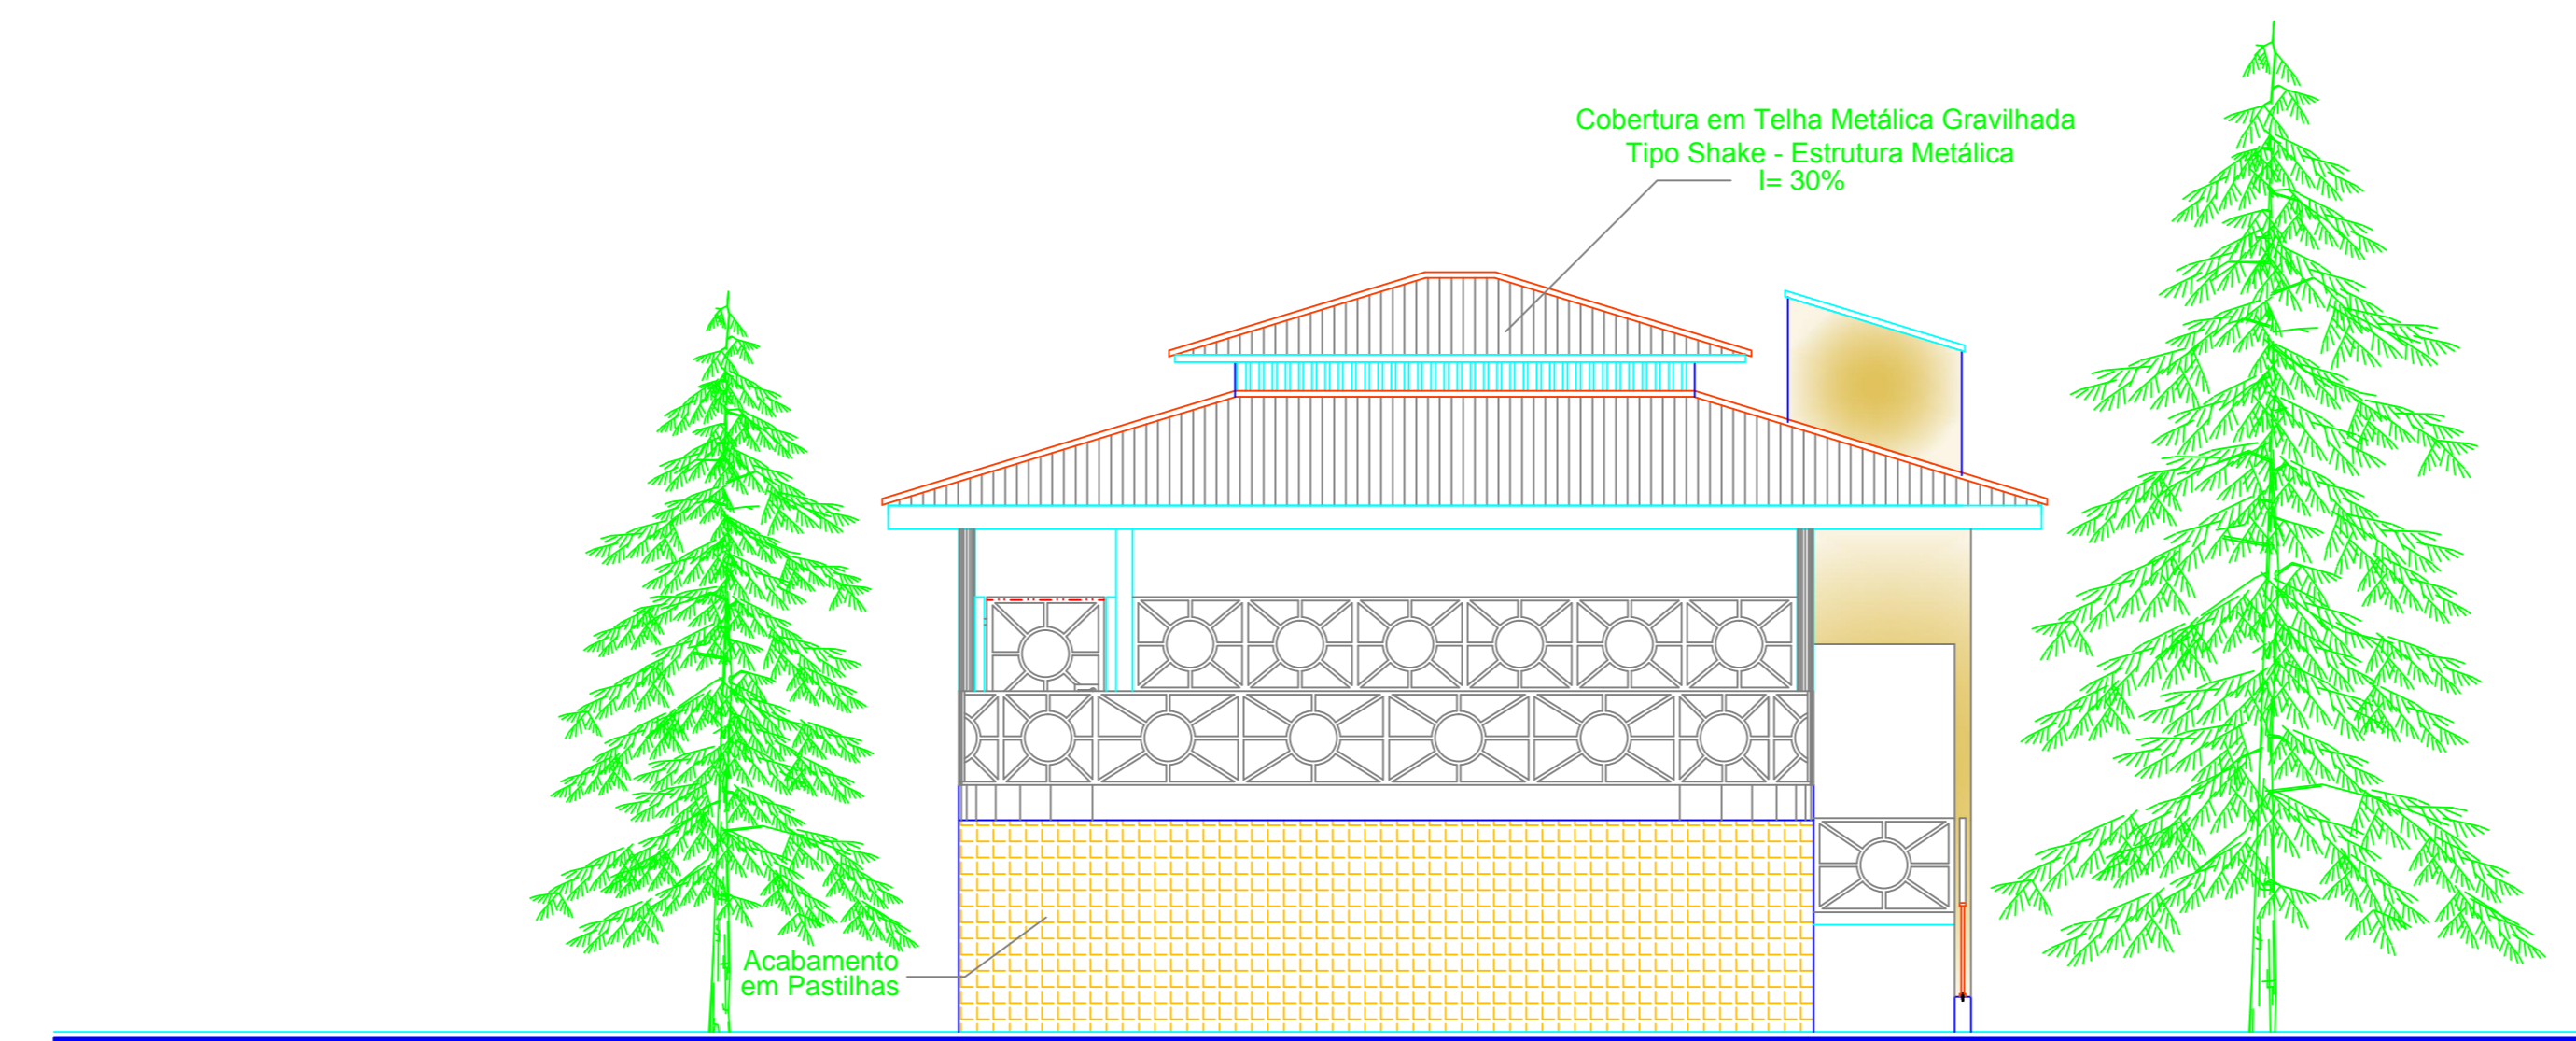 Cobertura em Telha Metálica Gravilhada
Tipo Shake - Estrutura Metálica
I= 30%
Acabamento
em Pastilhas